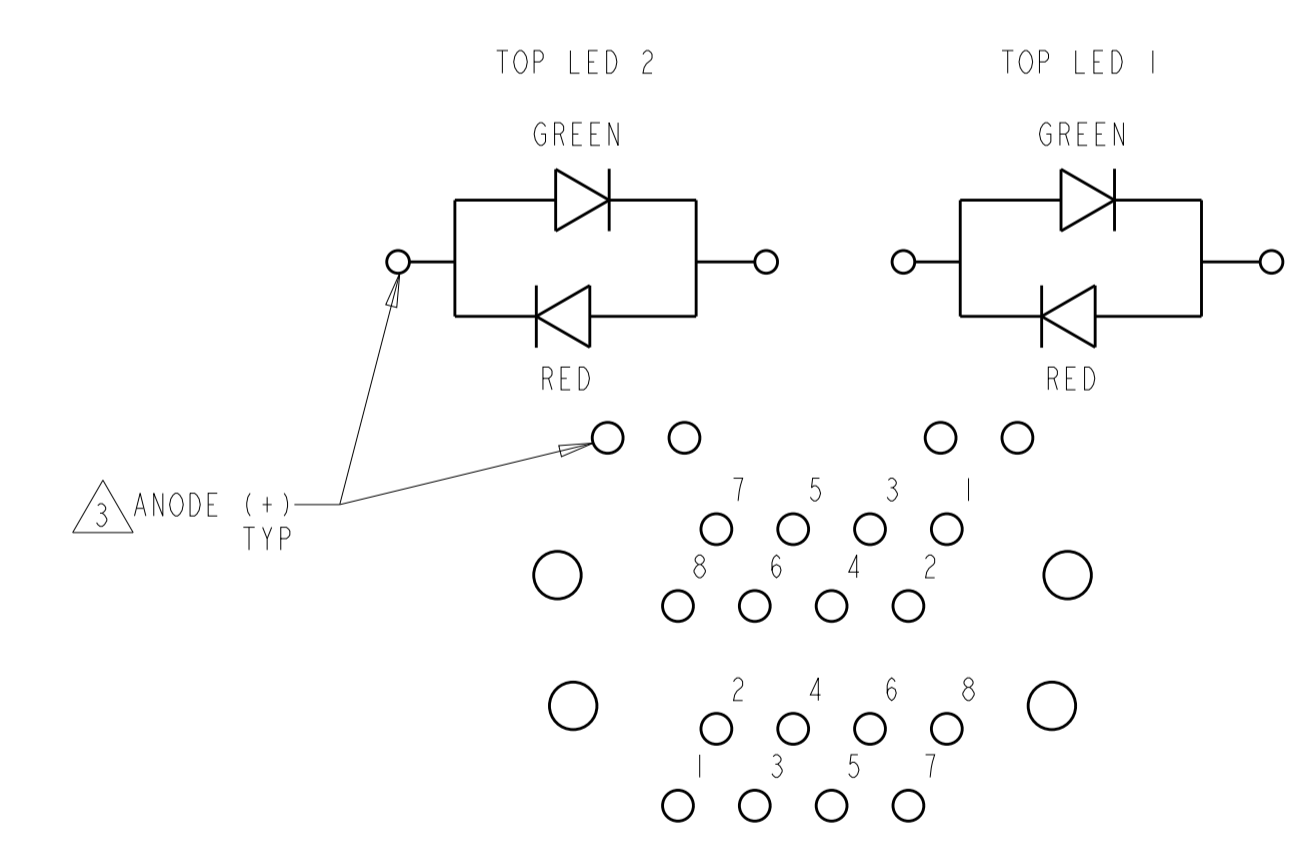 TOP LED 2
TOP LED 1
GREEN
GREEN
RED
RED
3
ANODE (+)
TYP
7 5 3 1
8 6 4 2
2 4 6 8
1 3 5 7